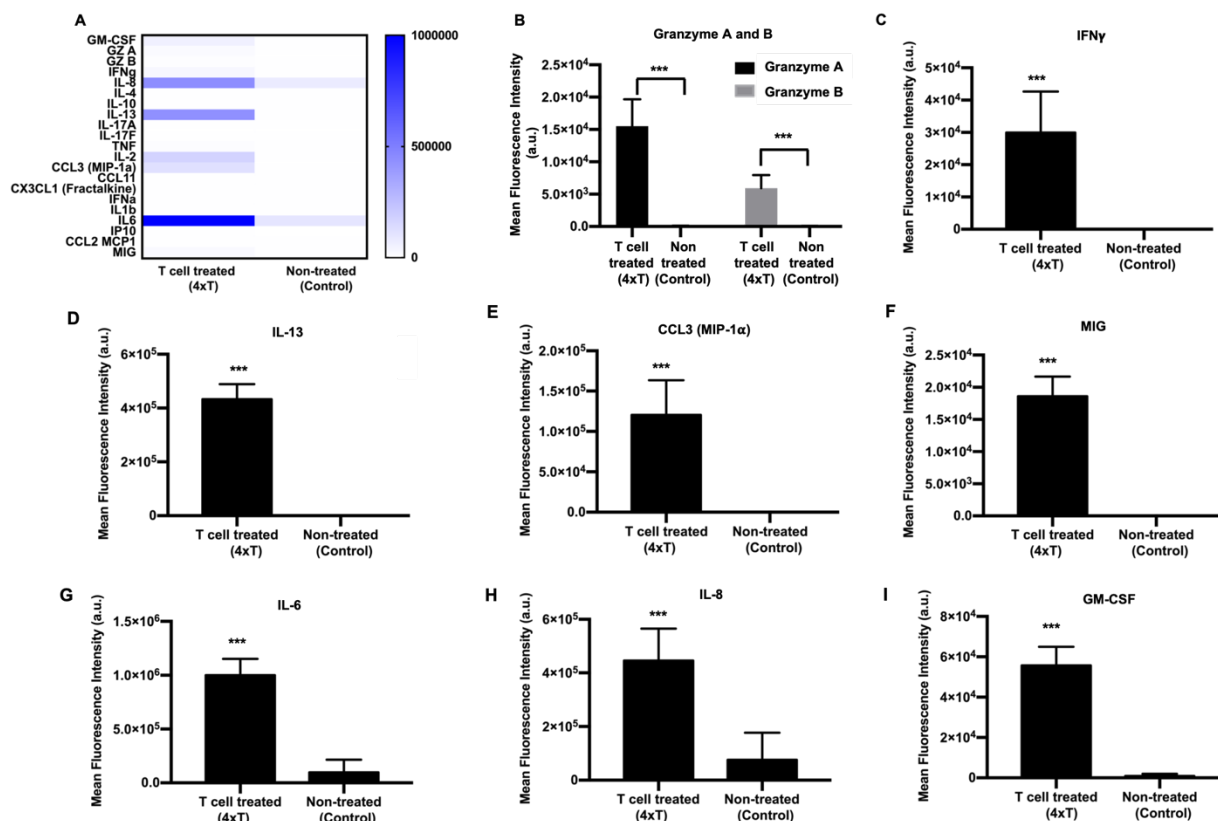 A
GM-CSF
GZ A
GZ B
IFNg
IL-8
IL-4
IL-10
IL-13
IL-17A
IL-17F
TNF
IL-2
CCL3 (MIP-1a)
CCL11
CX3CL1 (Fractalkine)
IFNa
IL1b
IL6
IP10
CCL2 MCP1
MIG
T cell treated
(4xT)
Non-treated
(Control)
1000000
500000
0
B
Granzyme A and B
Mean Fluorescence Intensity
(a.u.)
2.5×10⁴
2.0×10⁴
1.5×10⁴
1.0×10⁴
5.0×10³
0.0
***
***
Granzyme A
Granzyme B
T cell
treated
(4xT)
Non
treated
(Control)
T cell
treated
(4xT)
Non
treated
(Control)
C
IFNγ
Mean Fluorescence Intensity (a.u.)
5×10⁴
4×10⁴
3×10⁴
2×10⁴
1×10⁴
0
***
T cell treated
(4xT)
Non-treated
(Control)
D
IL-13
Mean Fluorescence Intensity (a.u.)
6×10⁵
4×10⁵
2×10⁵
0
***
T cell treated
(4xT)
Non-treated
(Control)
E
CCL3 (MIP-1α)
Mean Fluorescence Intensity (a.u.)
2.0×10⁵
1.5×10⁵
1.0×10⁵
5.0×10⁴
0.0
***
T cell treated
(4xT)
Non-treated
(Control)
F
MIG
Mean Fluorescence Intensity (a.u.)
2.5×10⁴
2.0×10⁴
1.5×10⁴
1.0×10⁴
5.0×10³
0.0
***
T cell treated
(4xT)
Non-treated
(Control)
G
IL-6
Mean Fluorescence Intensity (a.u.)
1.5×10⁶
1.0×10⁶
5.0×10⁵
0.0
***
T cell treated
(4xT)
Non-treated
(Control)
H
IL-8
Mean Fluorescence Intensity (a.u.)
6×10⁵
4×10⁵
2×10⁵
0
***
T cell treated
(4xT)
Non-treated
(Control)
I
GM-CSF
Mean Fluorescence Intensity (a.u.)
8×10⁴
6×10⁴
4×10⁴
2×10⁴
0
***
T cell treated
(4xT)
Non-treated
(Control)